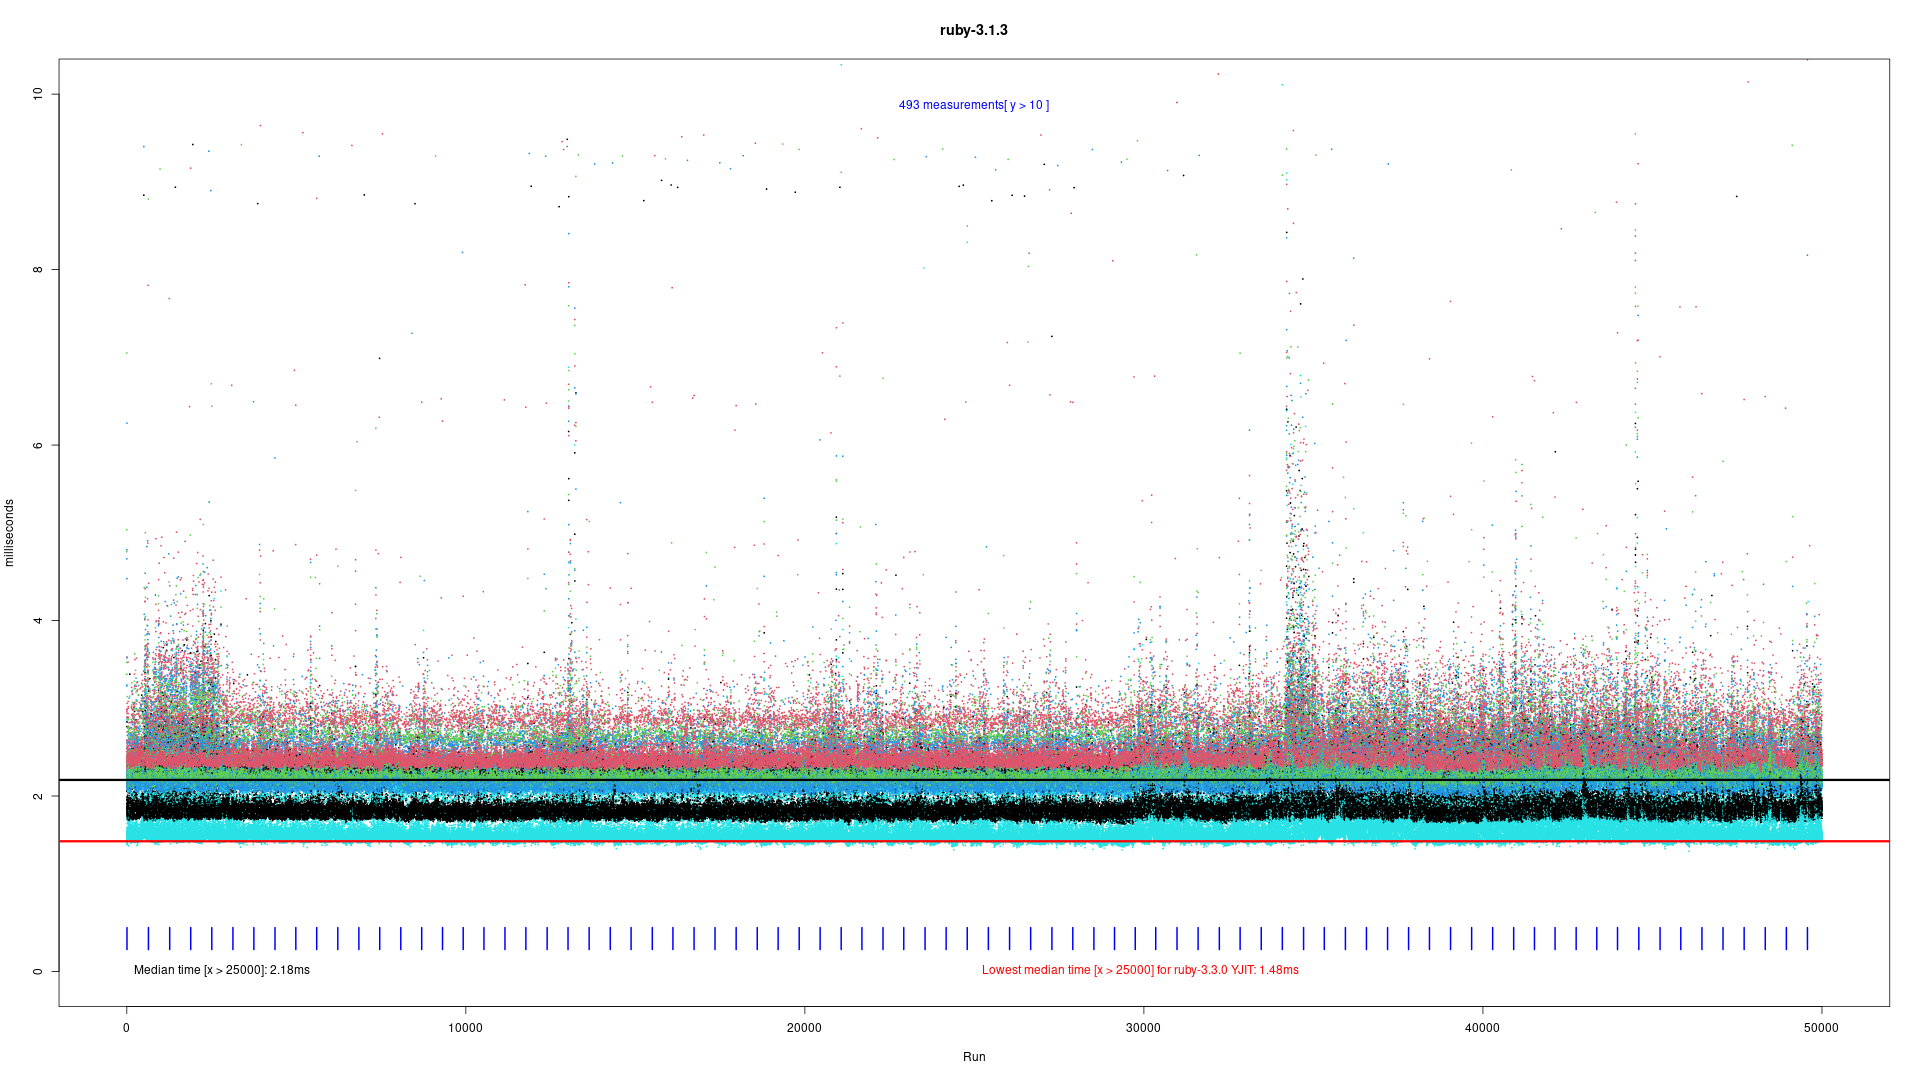 ruby-3.1.3
493 measurements[ y > 10 ]
milliseconds
10
8
6
4
2
0
Median time [x > 25000]: 2.18ms
Lowest median time [x > 25000] for ruby-3.3.0 YJIT: 1.48ms
0 10000 20000 30000 40000 50000
Run